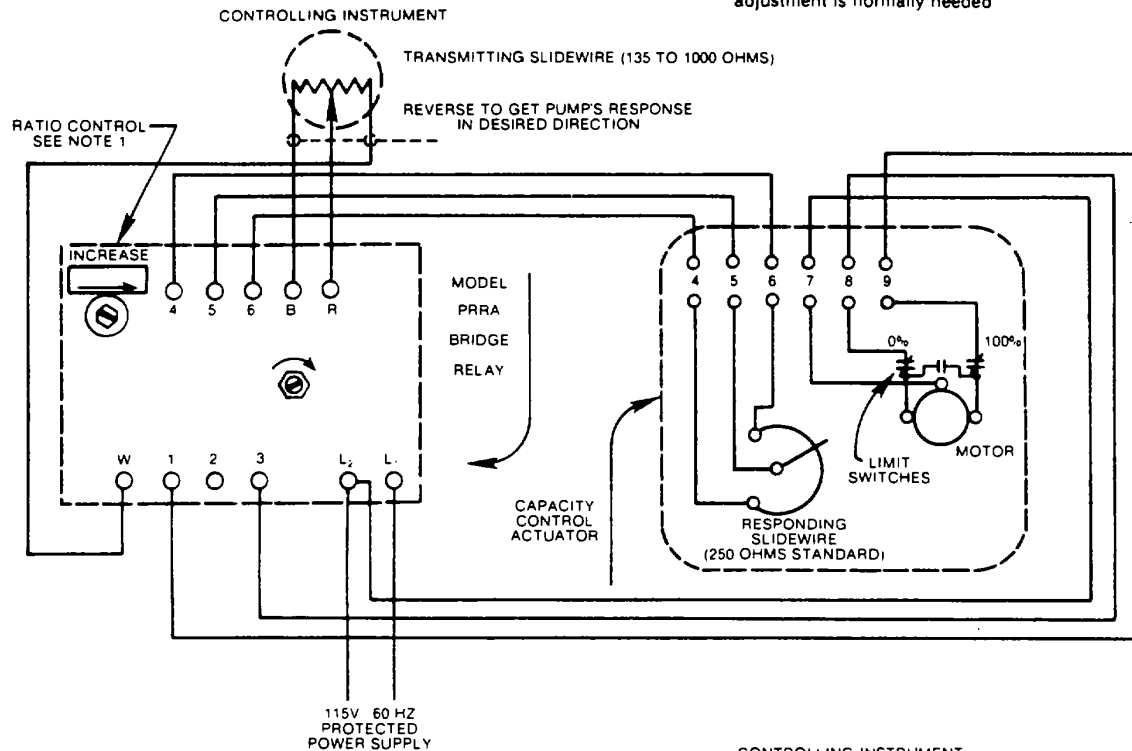 adjustment is normally needed
CONTROLLING INSTRUMENT
TRANSMITTING SLIDEWIRE (135 TO 1000 OHMS)
REVERSE TO GET PUMP'S RESPONSE
IN DESIRED DIRECTION
RATIO CONTROL
SEE NOTE 1
INCREASE
4 5 6 B R
MODEL
PRRA
BRIDGE
RELAY
4 5 6 7 8 9
0% 100%
MOTOR
LIMIT
SWITCHES
W 1 2 3 L₂ L₁
CAPACITY
CONTROL
ACTUATOR
RESPONDING
SLIDEWIRE
(250 OHMS STANDARD)
115V 60 HZ
PROTECTED
POWER SUPPLY
CONTROLLING INSTRUMENT